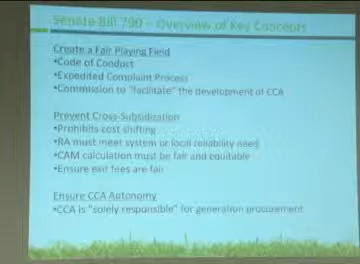 Senate Bill 790 – Overview of Key Concepts
Create a Fair Playing Field
•Code of Conduct
•Expedited Complaint Process
•Commission to "facilitate" the development of CCA
Prevent Cross-Subsidization
•Prohibits cost shifting
•RA must meet system or local reliability need
•CAM calculation must be fair and equitable
•Ensure exit fees are fair
Ensure CCA Autonomy
•CCA is "solely responsible" for generation procurement